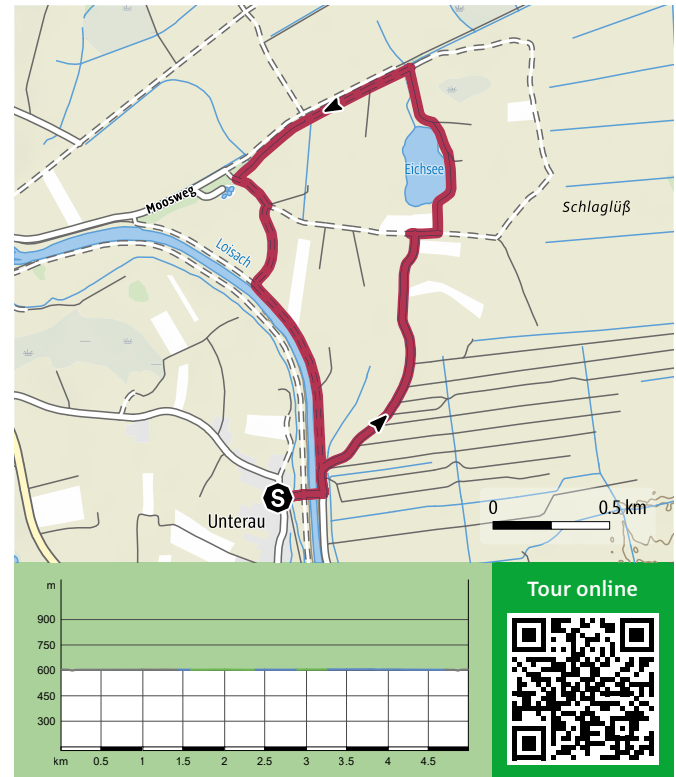 Eichsee
Moosweg
Schlaglüß
Loisach
S
Unterau
0 0.5 km
Tour online
m
900
750
600
450
300
km 0.5 1 1.5 2 2.5 3 3.5 4 4.5